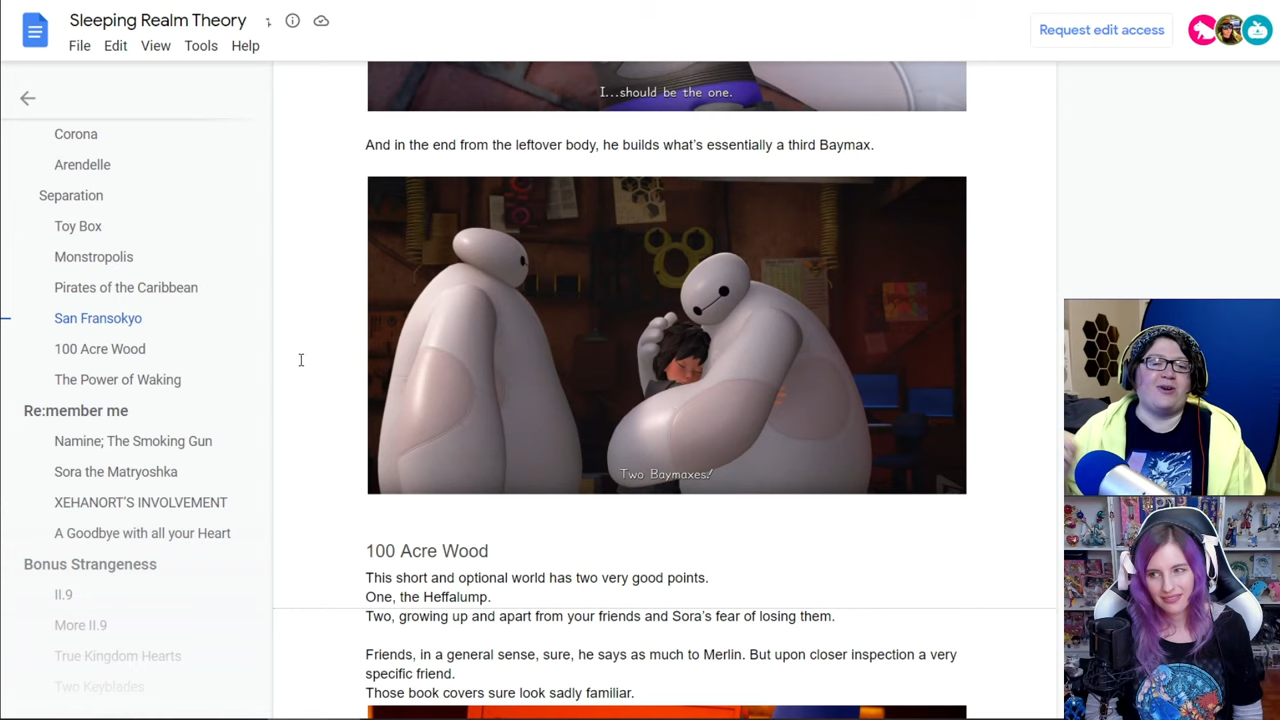 Sleeping Realm Theory
File Edit View Tools Help
Request edit access
Corona
Arendelle
Separation
Toy Box
Monstropolis
Pirates of the Caribbean
San Fransokyo
100 Acre Wood
The Power of Waking
Re:member me
Namine; The Smoking Gun
Sora the Matryoshka
XEHANORT'S INVOLVEMENT
A Goodbye with all your Heart
Bonus Strangeness
II.9
More II.9
True Kingdom Hearts
Two Keyblades
I...should be the one.
And in the end from the leftover body, he builds what's essentially a third Baymax.
Two Baymaxes!
100 Acre Wood
This short and optional world has two very good points.
One, the Heffalump.
Two, growing up and apart from your friends and Sora's fear of losing them.
Friends, in a general sense, sure, he says as much to Merlin. But upon closer inspection a very
specific friend.
Those book covers sure look sadly familiar.